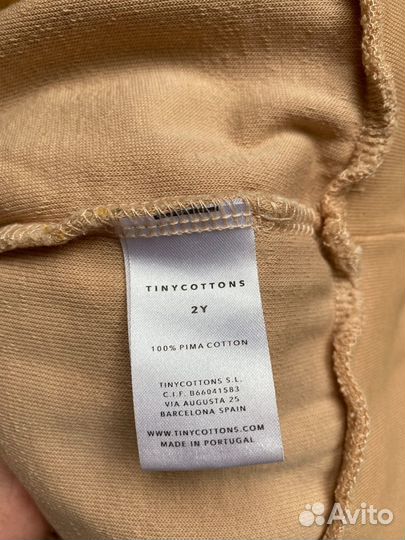 TINYCOTTONS
2Y
100% PIMA COTTON
TINYCOTTONS S.L.
C.I.F. B66041583
VIA AUGUSTA 25
BARCELONA SPAIN
WWW.TINYCOTTONS.COM
MADE IN PORTUGAL
Avito